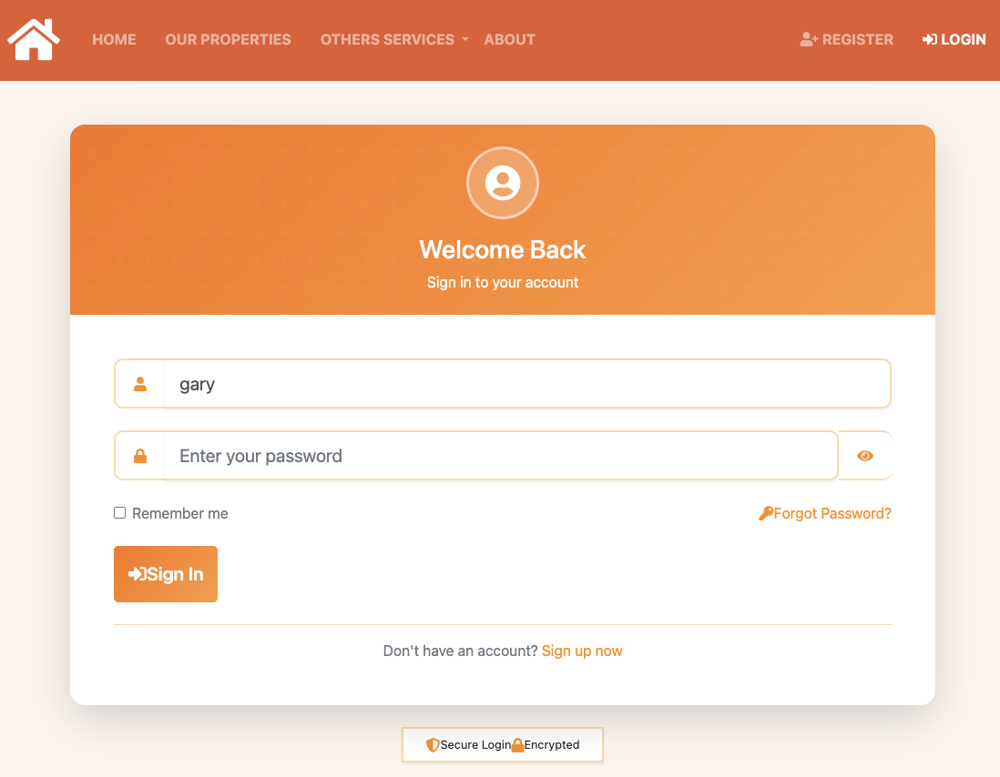 HOME OUR PROPERTIES OTHERS SERVICES ABOUT REGISTER LOGIN
Welcome Back
Sign in to your account
gary
Enter your password
Remember me Forgot Password?
Sign In
Don't have an account? Sign up now
Secure Login Encrypted